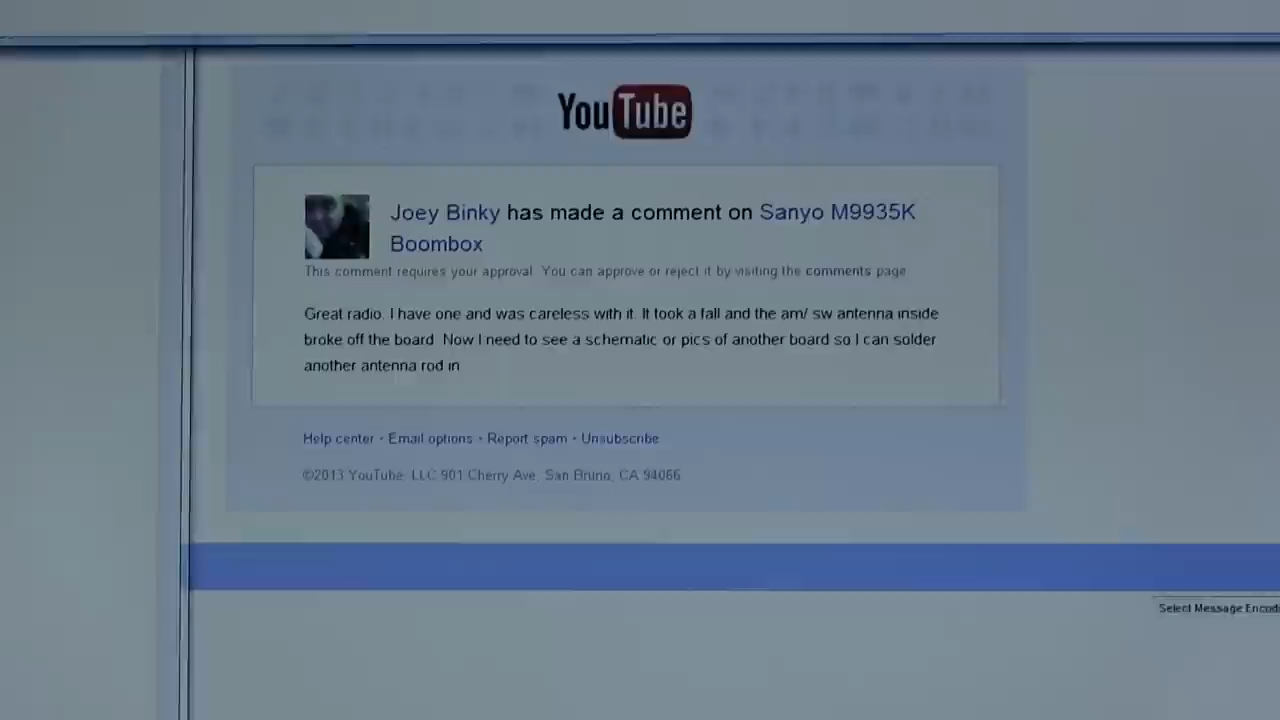 YouTube
Joey Binky has made a comment on Sanyo M9935K
Boombox
This comment requires your approval. You can approve or reject it by visiting the comments page
Great radio. I have one and was careless with it. It took a fall and the am/ sw antenna inside
broke off the board. Now I need to see a schematic or pics of another board so I can solder
another antenna rod in
Help center • Email options • Report spam • Unsubscribe
©2013 YouTube, LLC 901 Cherry Ave, San Bruno, CA 94066
Select Message Encodi